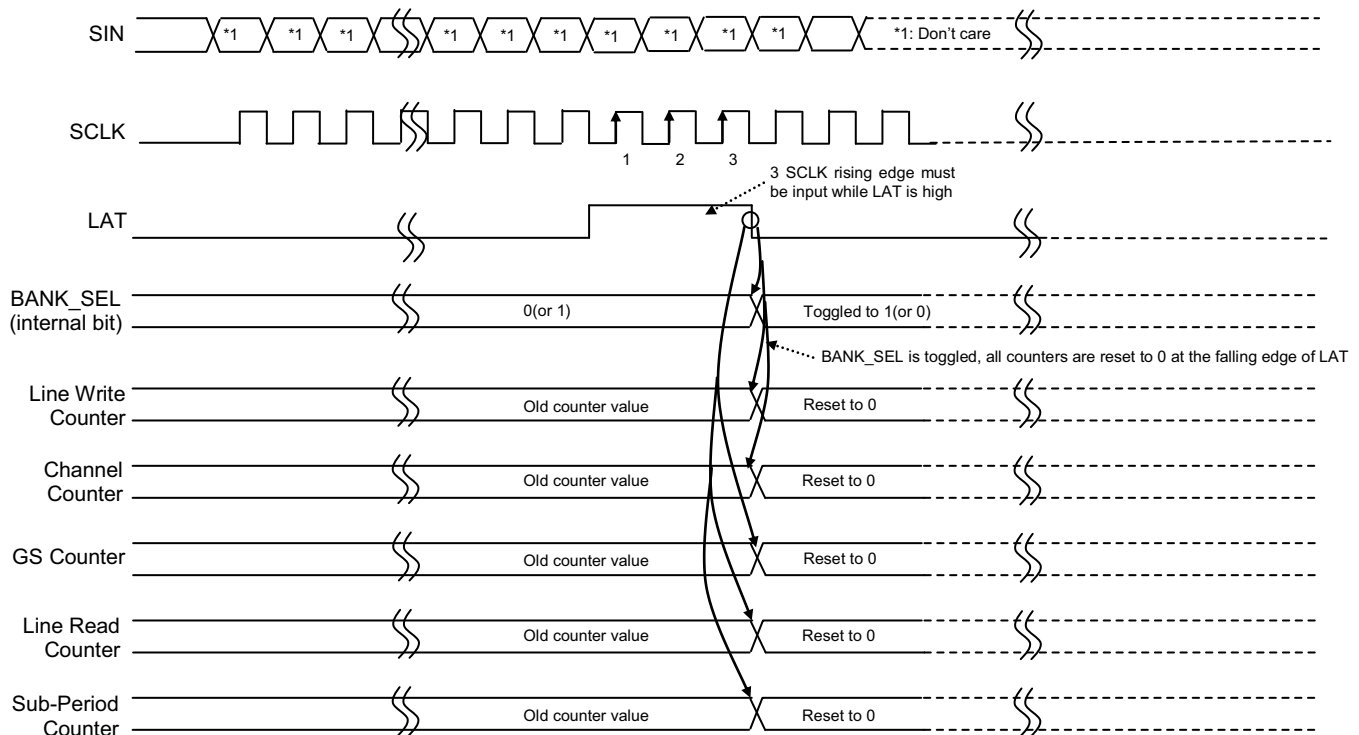 SIN
*1 *1 *1 *1 *1 *1 *1 *1 *1 *1 *1: Don't care
SCLK
1 2 3
3 SCLK rising edge must
be input while LAT is high
LAT
BANK_SEL
(internal bit)
0(or 1)
Toggled to 1(or 0)
BANK_SEL is toggled, all counters are reset to 0 at the falling edge of LAT
Line Write
Counter
Old counter value
Reset to 0
Channel
Counter
Old counter value
Reset to 0
GS Counter
Old counter value
Reset to 0
Line Read
Counter
Old counter value
Reset to 0
Sub-Period
Counter
Old counter value
Reset to 0